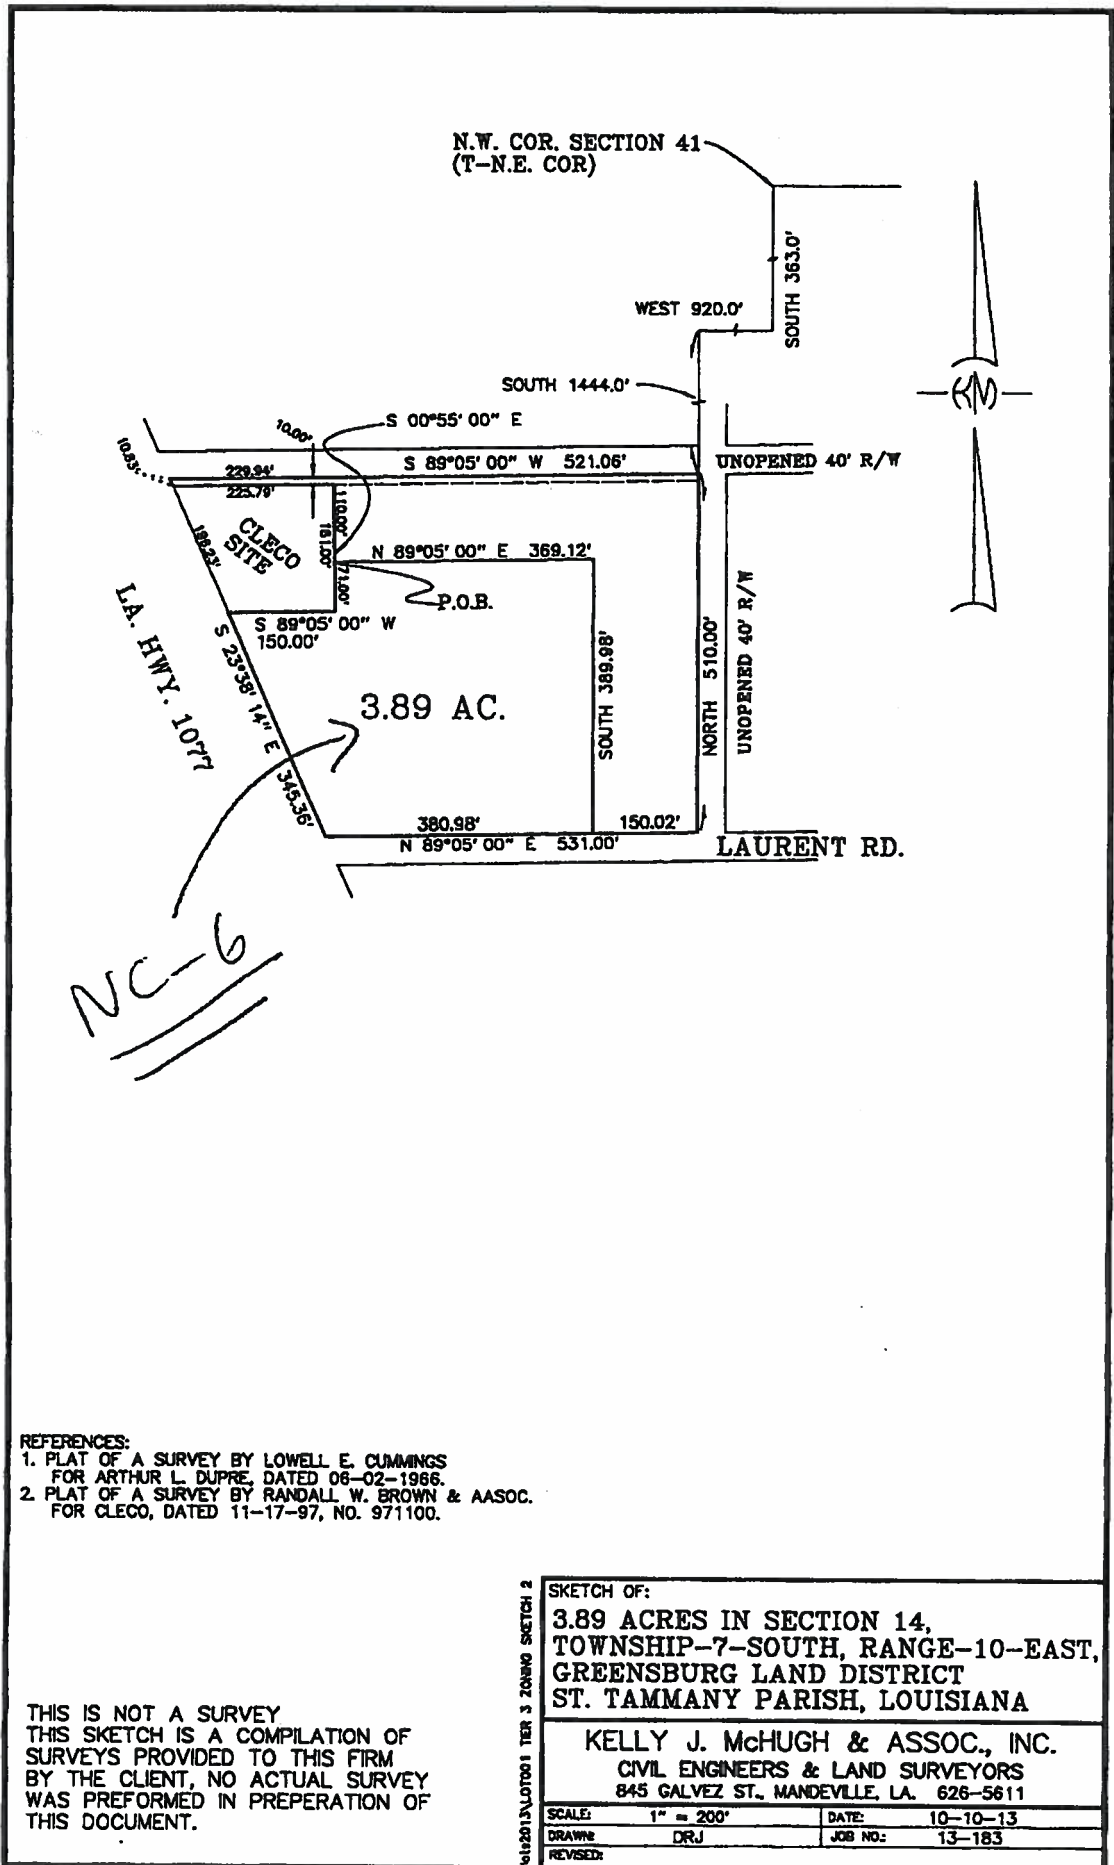 N.W. COR. SECTION 41
(T-N.E. COR)
SOUTH 363.0'
WEST 920.0'
SOUTH 1444.0'
KM
S 00°55' 00" E
10.00'
10.83'
229.94'
S 89°05' 00" W 521.06'
UNOPENED 40' R/W
225.79'
CLECO
SITE
110.00'
181.00'
71.00'
198.23'
N 89°05' 00" E 369.12'
P.O.B.
S 89°05' 00" W
150.00'
LA. HWY. 1077
S 23°38' 14" E 345.36'
3.89 AC.
SOUTH 389.98'
NORTH 510.00'
UNOPENED 40' R/W
380.98'
150.02'
N 89°05' 00" E 531.00'
LAURENT RD.
NC-6
REFERENCES:
1. PLAT OF A SURVEY BY LOWELL E. CUMMINGS
FOR ARTHUR L. DUPRE, DATED 06-02-1966.
2. PLAT OF A SURVEY BY RANDALL W. BROWN & AASOC.
FOR CLECO, DATED 11-17-97, NO. 971100.
THIS IS NOT A SURVEY
THIS SKETCH IS A COMPILATION OF
SURVEYS PROVIDED TO THIS FIRM
BY THE CLIENT, NO ACTUAL SURVEY
WAS PREFORMED IN PREPERATION OF
THIS DOCUMENT.
TIER 3 ZONING SKETCH 2
SKETCH OF:
3.89 ACRES IN SECTION 14,
TOWNSHIP-7-SOUTH, RANGE-10-EAST,
GREENSBURG LAND DISTRICT
ST. TAMMANY PARISH, LOUISIANA
KELLY J. McHUGH & ASSOC., INC.
CIVIL ENGINEERS & LAND SURVEYORS
845 GALVEZ ST., MANDEVILLE, LA. 626-5611
SCALE: 1" = 200'
DATE: 10-10-13
DRAWN: DRJ
JOB NO.: 13-183
REVISED: